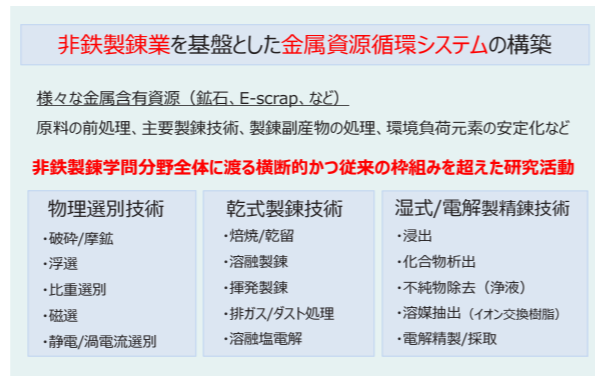 非鉄製錬業を基盤とした金属資源循環システムの構築
様々な金属含有資源（鉱石、E-scrap、など）
原料の前処理、主要製錬技術、製錬副産物の処理、環境負荷元素の安定化など
非鉄製錬学問分野全体に渡る横断的かつ従来の枠組みを超えた研究活動
物理選別技術
・破砕/摩鉱
・浮選
・比重選別
・磁選
・静電/渦電流選別
乾式製錬技術
・焙焼/乾留
・溶融製錬
・揮発製錬
・排ガス/ダスト処理
・溶融塩電解
湿式/電解製精錬技術
・浸出
・化合物析出
・不純物除去（浄液）
・溶媒抽出（イオン交換樹脂）
・電解精製/採取